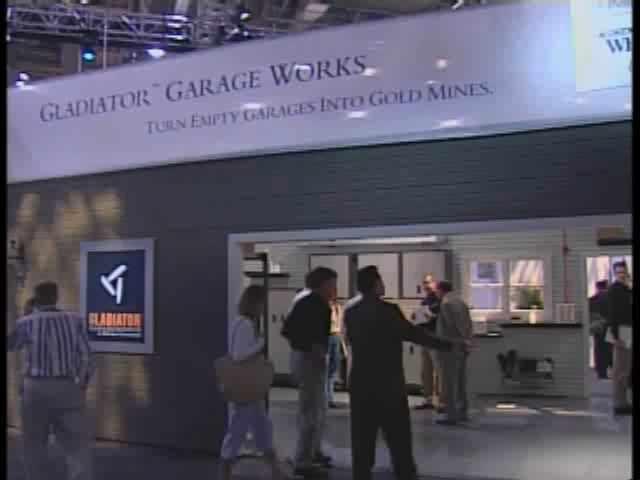 GLADIATOR™ GARAGE WORKS
TURN EMPTY GARAGES INTO GOLD MINES.
GLADIATOR